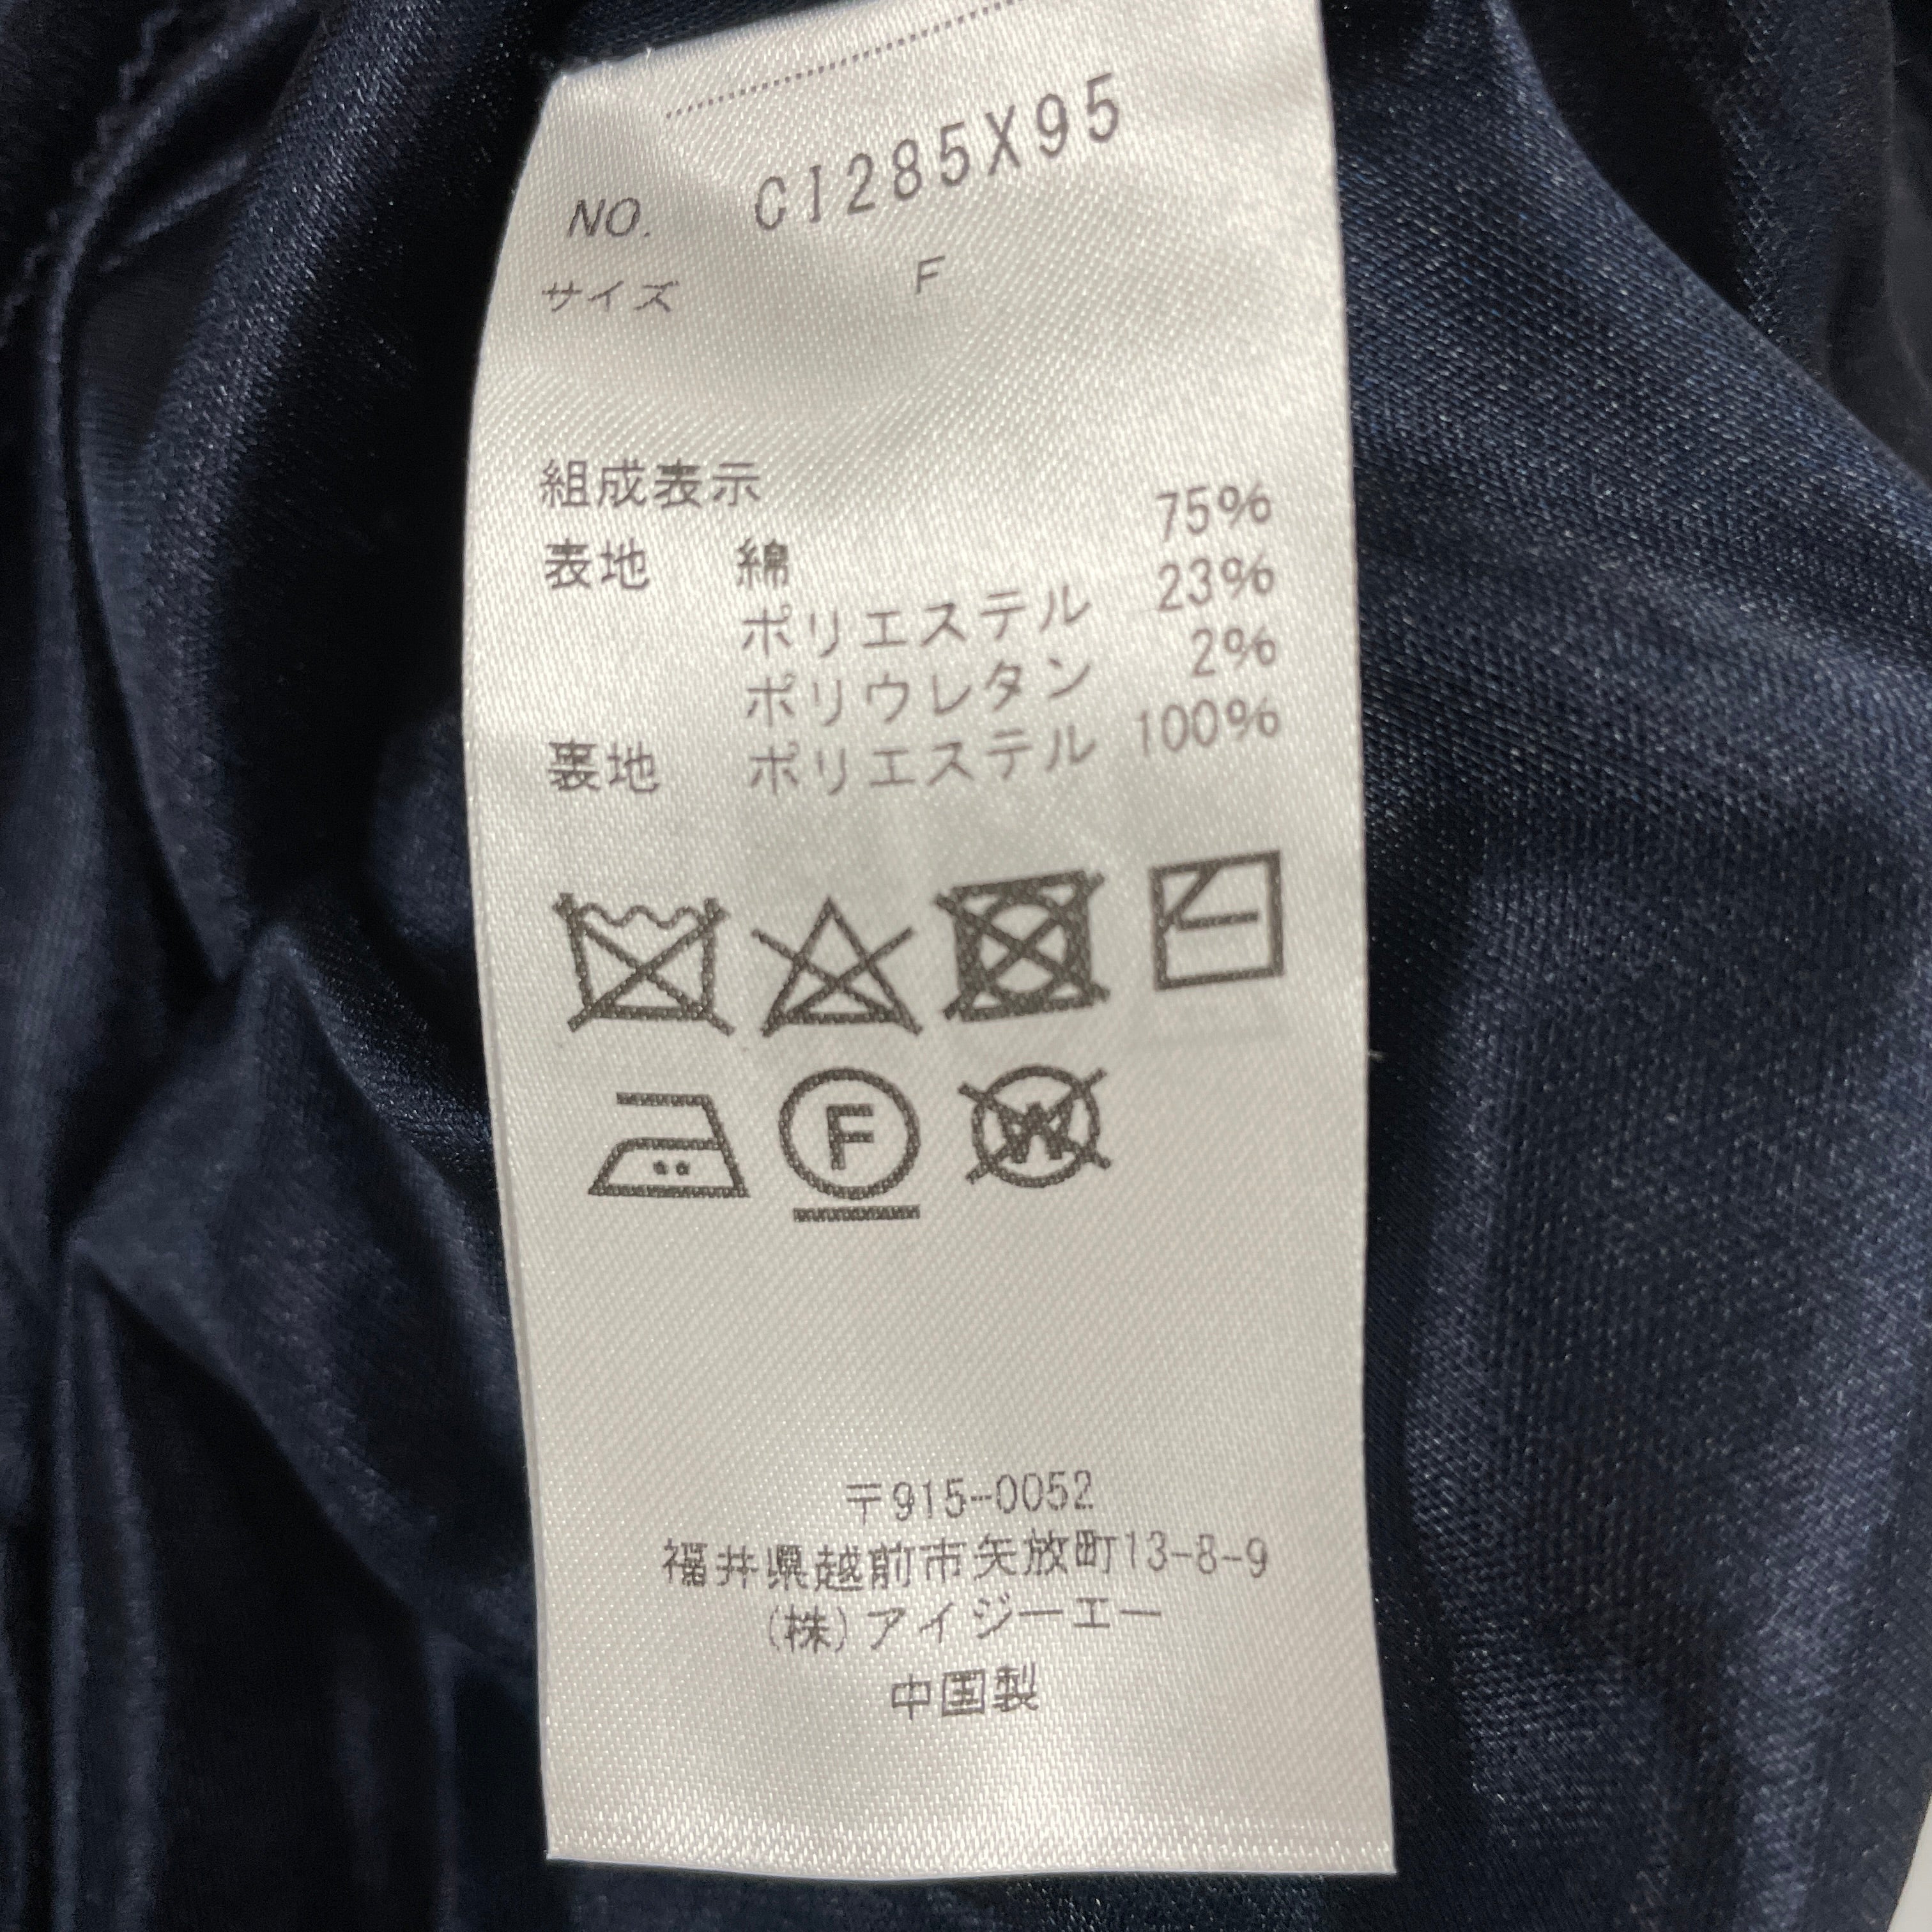 NO. CI285X95
サイズ F
組成表示
表地 綿 75%
ポリエステル 23%
ポリウレタン 2%
裏地 ポリエステル 100%
F W
〒915-0052
福井県越前市矢放町13-8-9
(株)アイジーエー
中国製